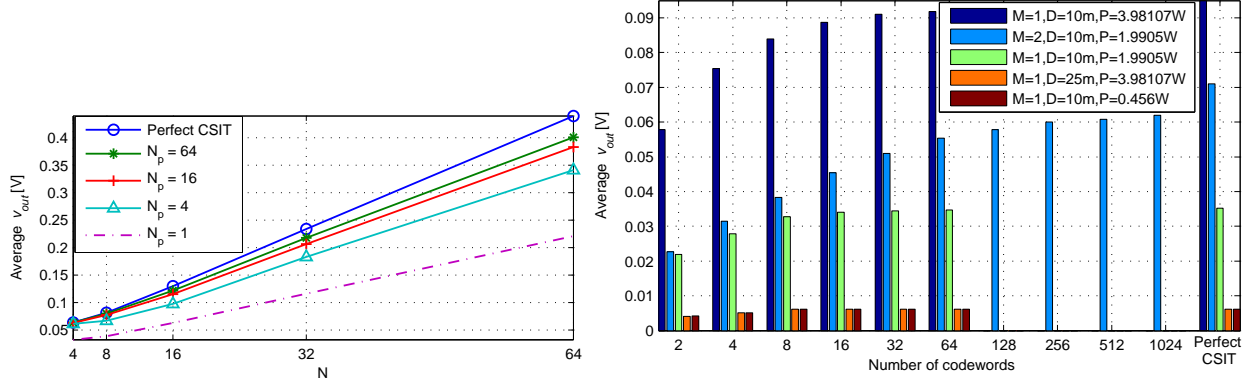 Average v_out [V]
0.4
0.35
0.3
0.25
0.2
0.15
0.1
0.05
Perfect CSIT
N_p = 64
N_p = 16
N_p = 4
N_p = 1
4 8 16 32 64
N
Average v_out [V]
0.09
0.08
0.07
0.06
0.05
0.04
0.03
0.02
0.01
0
M=1,D=10m,P=3.98107W
M=2,D=10m,P=1.9905W
M=1,D=10m,P=1.9905W
M=1,D=25m,P=3.98107W
M=1,D=10m,P=0.456W
2 4 8 16 32 64 128 256 512 1024 Perfect
CSIT
Number of codewords